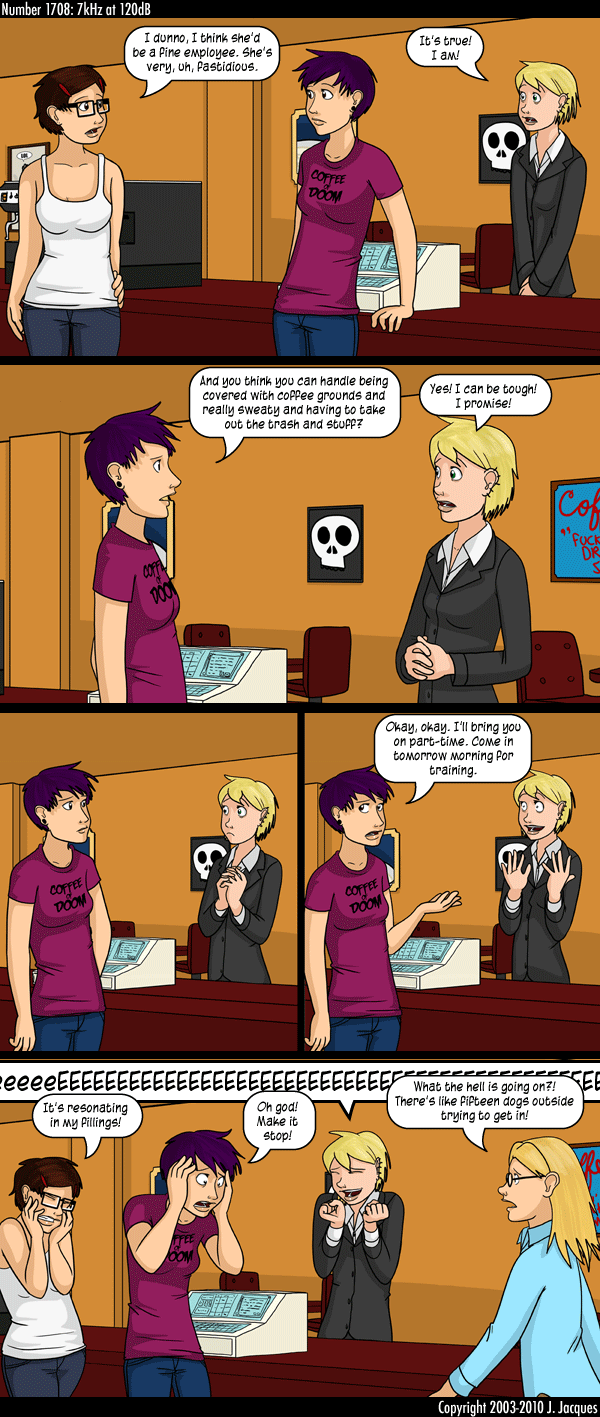 Number 1708: 7kHz at 120dB
I dunno, I think she'd
be a fine employee. She's
very, uh, fastidious.
It's true!
I am!
COFFEE
of
DOOM
And you think you can handle being
covered with coffee grounds and
really sweaty and having to take
out the trash and stuff?
Yes! I can be tough!
I promise!
COFFE
of
DOOM
Cof
"FUCK
DR
Okay, okay. I'll bring you
on part-time. Come in
tomorrow morning for
training.
COFFEE
of
DOOM
COFFEE
of
DOOM
eeeeeEEEEEEEEEEEEEEEEEEEEEEEEEEEEEEEEEEE
It's resonating
in my fillings!
Oh god!
Make it
stop!
What the hell is going on?!
There's like fifteen dogs outside
trying to get in!
Copyright 2003-2010 J. Jacques